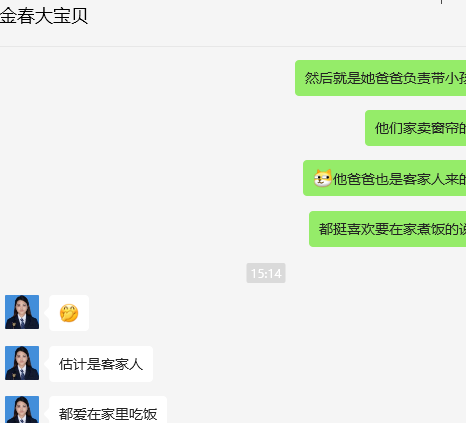 金春大宝贝
然后就是她爸爸负责带小孩
他们家卖窗帘的
他爸爸也是客家人来的
都挺喜欢要在家煮饭的说
15:14
估计是客家人
都爱在家里吃饭